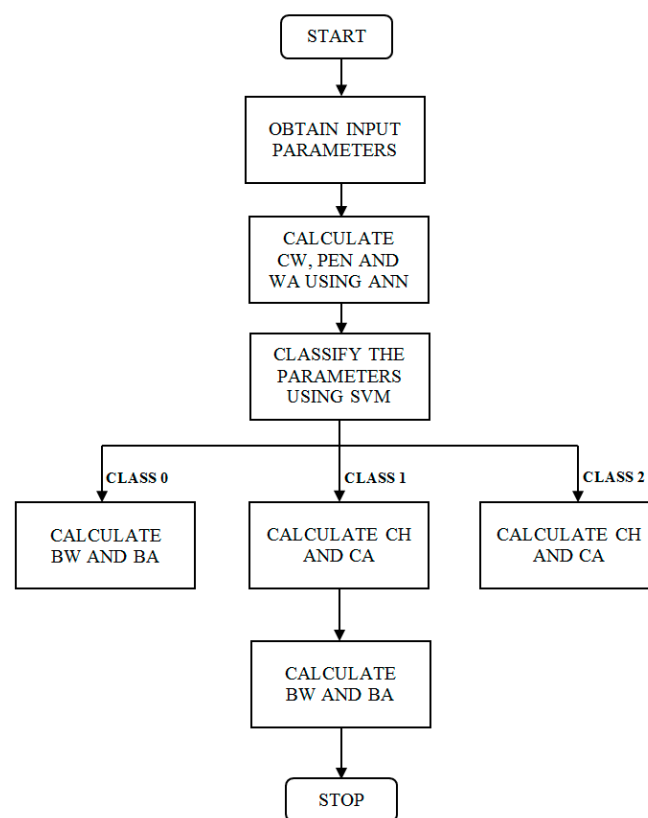 START
OBTAIN INPUT
PARAMETERS
CALCULATE
CW, PEN AND
WA USING ANN
CLASSIFY THE
PARAMETERS
USING SVM
CLASS 0
CLASS 1
CLASS 2
CALCULATE
BW AND BA
CALCULATE CH
AND CA
CALCULATE CH
AND CA
CALCULATE
BW AND BA
STOP